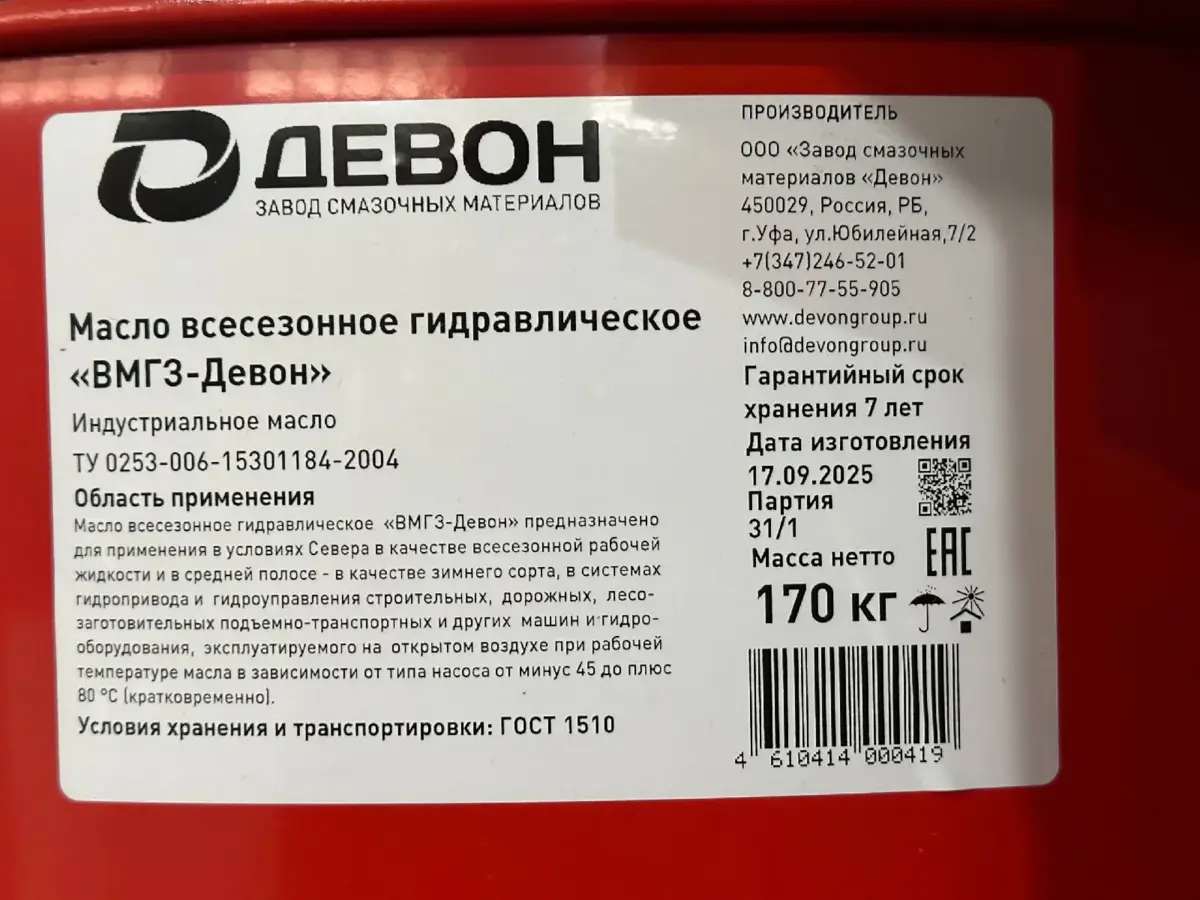 ДЕВОН
ЗАВОД СМАЗОЧНЫХ МАТЕРИАЛОВ
Масло всесезонное гидравлическое
«ВМГЗ-Девон»
Индустриальное масло
ТУ 0253-006-15301184-2004
Область применения
Масло всесезонное гидравлическое «ВМГЗ-Девон» предназначено
для применения в условиях Севера в качестве всесезонной рабочей
жидкости и в средней полосе - в качестве зимнего сорта, в системах
гидропривода и гидроуправления строительных, дорожных, лесо-
заготовительных подъемно-транспортных и других машин и гидро-
оборудования, эксплуатируемого на открытом воздухе при рабочей
температуре масла в зависимости от типа насоса от минус 45 до плюс
80 °С (кратковременно).
Условия хранения и транспортировки: ГОСТ 1510
ПРОИЗВОДИТЕЛЬ
ООО «Завод смазочных
материалов «Девон»
450029, Россия, РБ,
г.Уфа, ул.Юбилейная,7/2
+7(347)246-52-01
8-800-77-55-905
www.devongroup.ru
info@devongroup.ru
Гарантийный срок
хранения 7 лет
Дата изготовления
17.09.2025
Партия
31/1
Масса нетто
170 кг
EAC
4 610414 000419